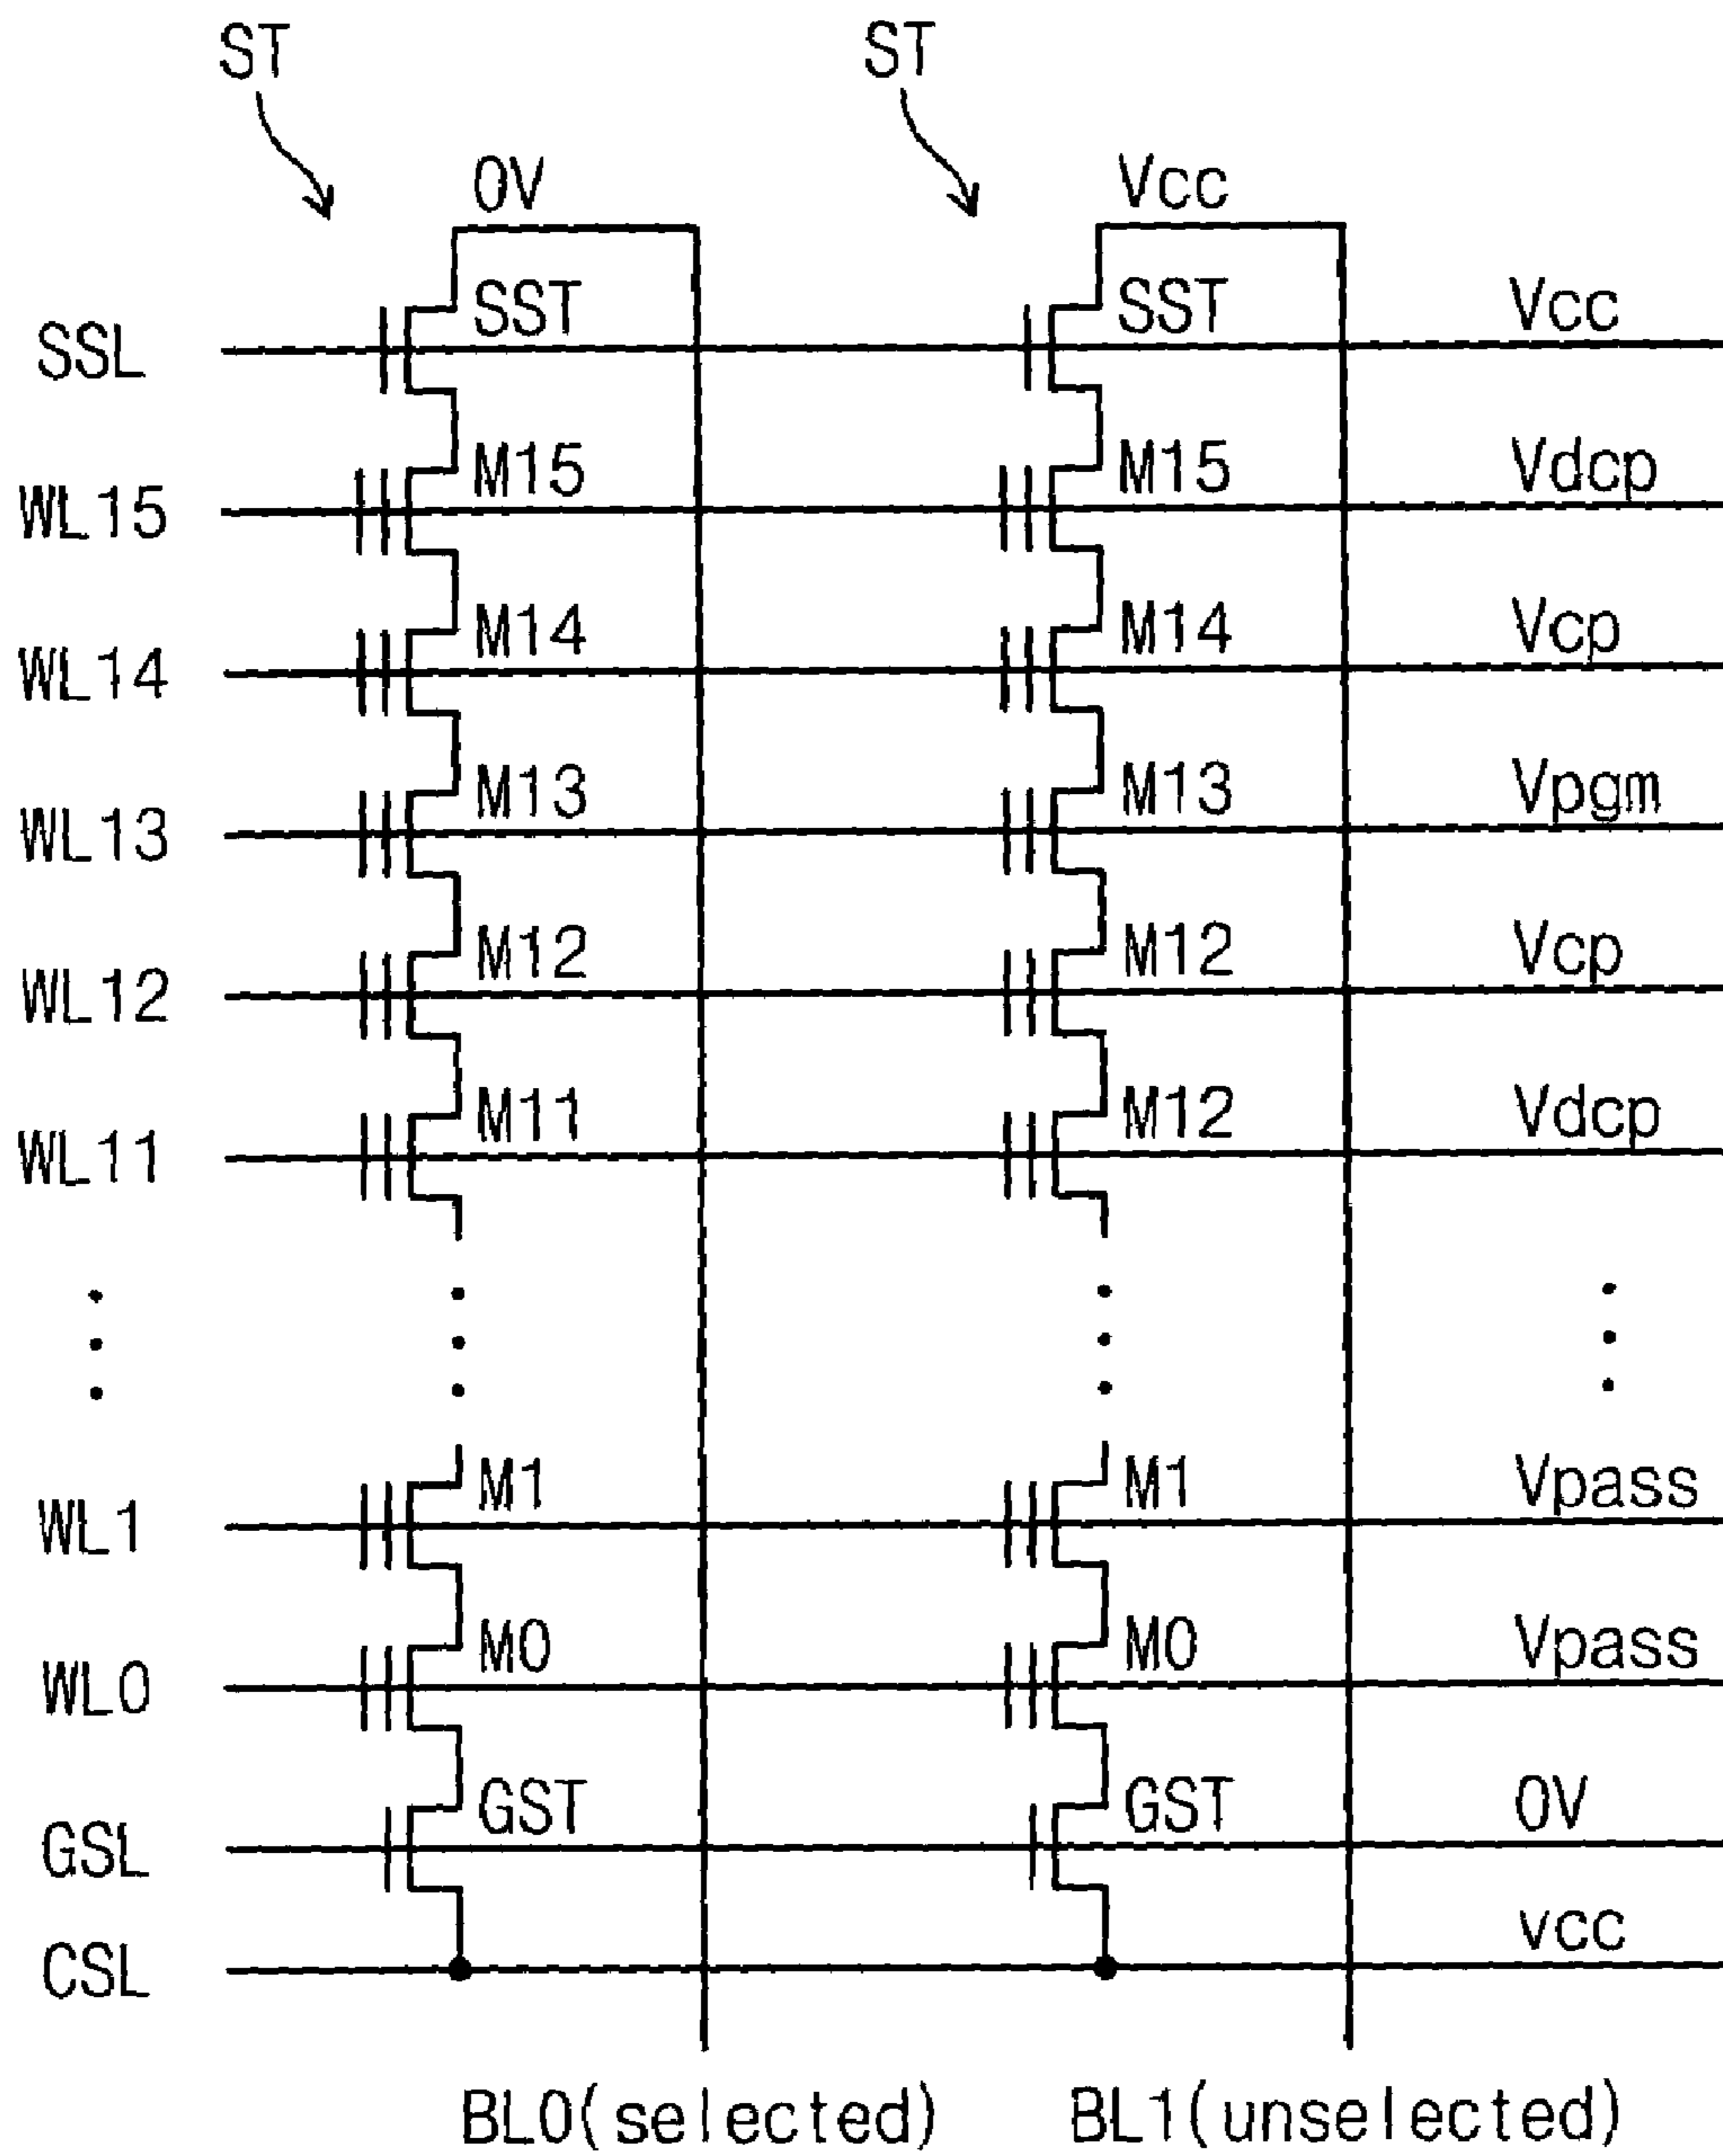 ST ST
0V Vcc
SSL SST SST Vcc
WL15 M15 M15 Vdcp
WL14 M14 M14 Vcp
WL13 M13 M13 Vpgm
WL12 M12 M12 Vcp
WL11 M11 M12 Vdcp
WL1 M1 M1 Vpass
WL0 M0 M0 Vpass
GSL GST GST 0V
CSL vcc
BL0(selected) BL1(unselected)